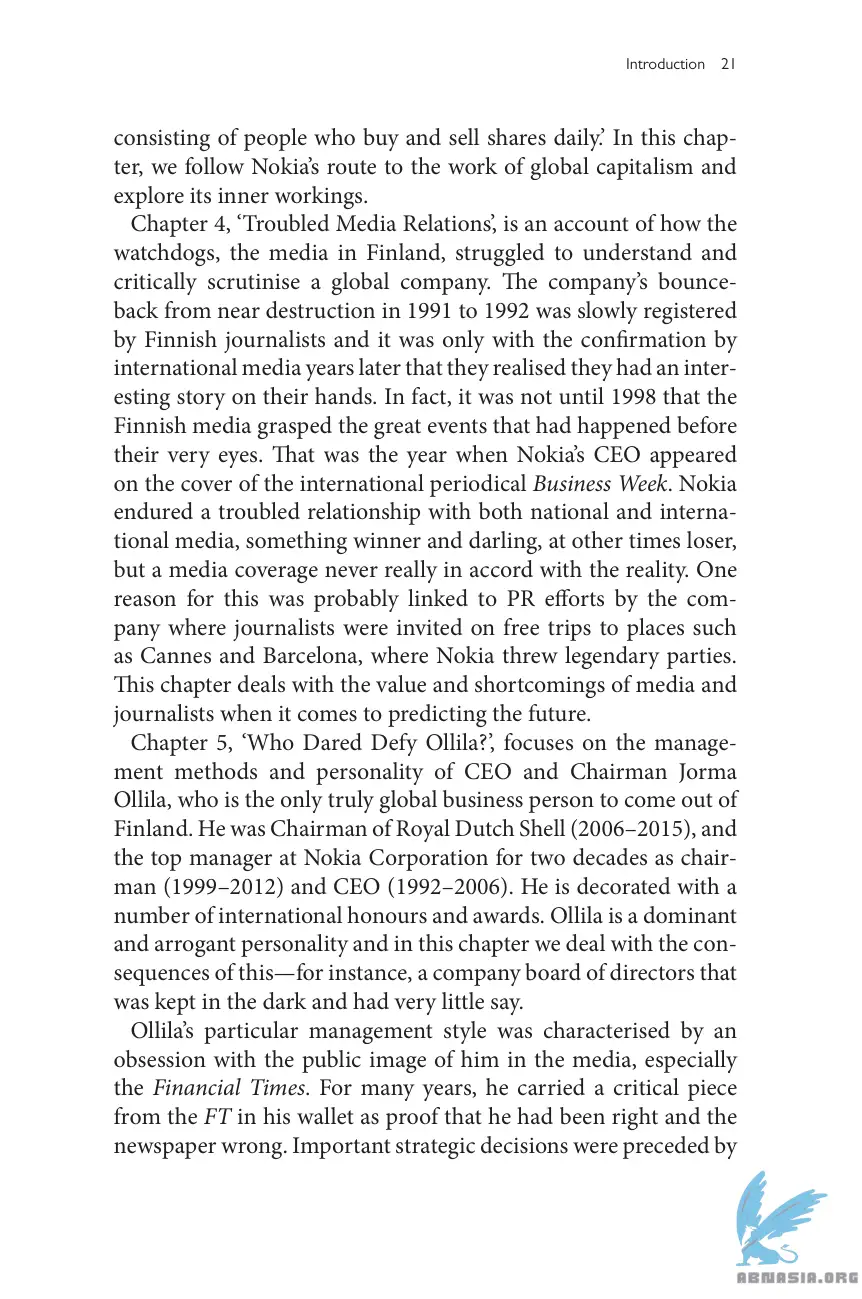 Introduction 21
consisting of people who buy and sell shares daily.’ In this chap-
ter, we follow Nokia’s route to the work of global capitalism and
explore its inner workings.
Chapter 4, ‘Troubled Media Relations’, is an account of how the
watchdogs, the media in Finland, struggled to understand and
critically scrutinise a global company. The company’s bounce-
back from near destruction in 1991 to 1992 was slowly registered
by Finnish journalists and it was only with the confirmation by
international media years later that they realised they had an inter-
esting story on their hands. In fact, it was not until 1998 that the
Finnish media grasped the great events that had happened before
their very eyes. That was the year when Nokia’s CEO appeared
on the cover of the international periodical Business Week. Nokia
endured a troubled relationship with both national and interna-
tional media, something winner and darling, at other times loser,
but a media coverage never really in accord with the reality. One
reason for this was probably linked to PR efforts by the com-
pany where journalists were invited on free trips to places such
as Cannes and Barcelona, where Nokia threw legendary parties.
This chapter deals with the value and shortcomings of media and
journalists when it comes to predicting the future.
Chapter 5, ‘Who Dared Defy Ollila?’, focuses on the manage-
ment methods and personality of CEO and Chairman Jorma
Ollila, who is the only truly global business person to come out of
Finland. He was Chairman of Royal Dutch Shell (2006–2015), and
the top manager at Nokia Corporation for two decades as chair-
man (1999–2012) and CEO (1992–2006). He is decorated with a
number of international honours and awards. Ollila is a dominant
and arrogant personality and in this chapter we deal with the con-
sequences of this—for instance, a company board of directors that
was kept in the dark and had very little say.
Ollila’s particular management style was characterised by an
obsession with the public image of him in the media, especially
the Financial Times. For many years, he carried a critical piece
from the FT in his wallet as proof that he had been right and the
newspaper wrong. Important strategic decisions were preceded by
ABNASIA.ORG